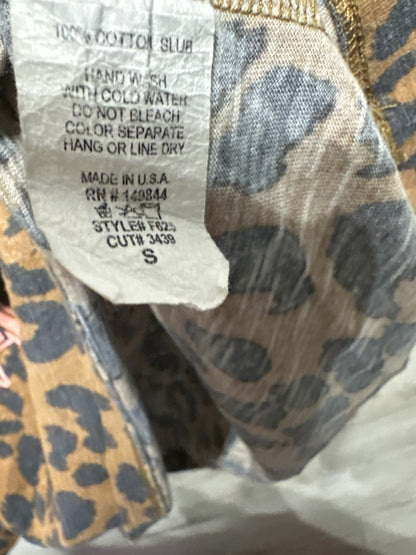 100% COTTON SLUB
HAND WASH
WITH COLD WATER
DO NOT BLEACH
COLOR SEPARATE
HANG OR LINE DRY
MADE IN U.S.A.
RN # 149844
STYLE# F625
CUT# 3439
S